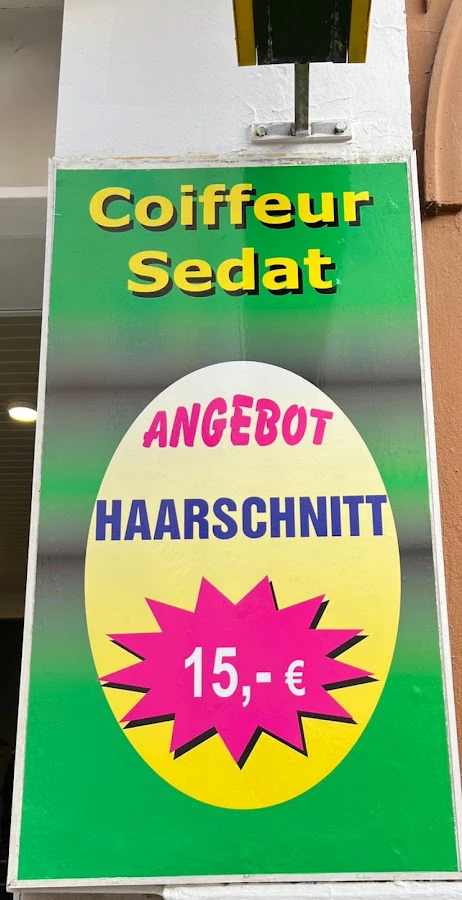 Coiffeur
Sedat
ANGEBOT
HAARSCHNITT
15,- €